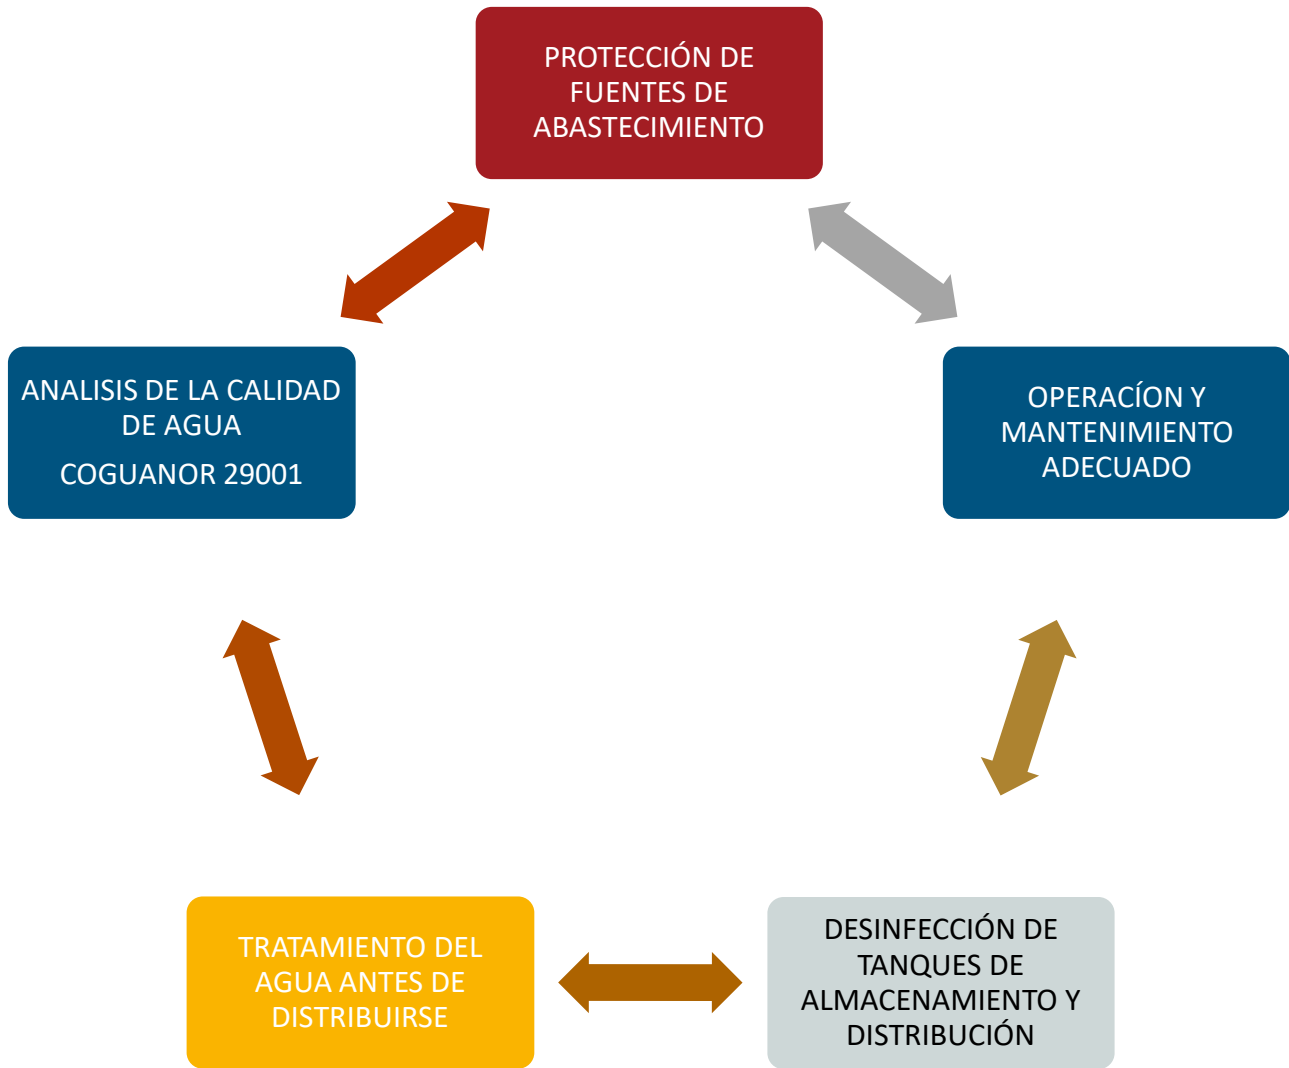 PROTECCIÓN DE
FUENTES DE
ABASTECIMIENTO
ANALISIS DE LA CALIDAD
DE AGUA
COGUANOR 29001
OPERACÍON Y
MANTENIMIENTO
ADECUADO
TRATAMIENTO DEL
AGUA ANTES DE
DISTRIBUIRSE
DESINFECCIÓN DE
TANQUES DE
ALMACENAMIENTO Y
DISTRIBUCIÓN